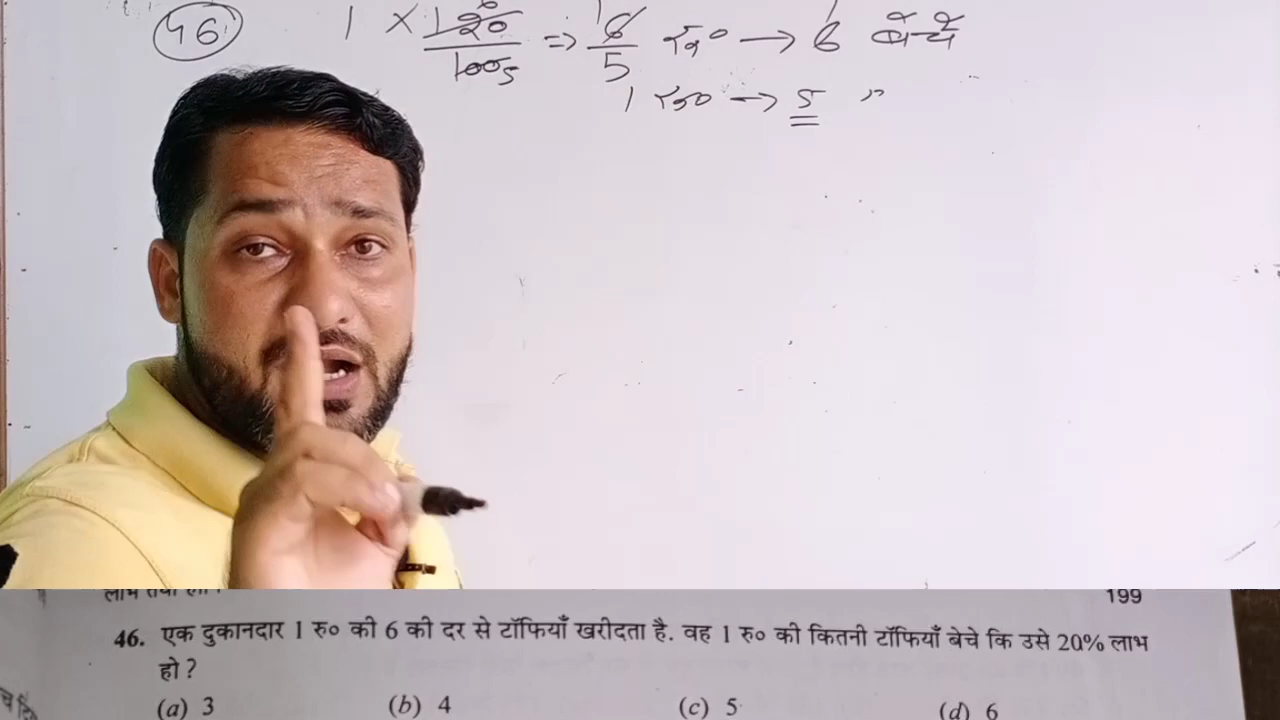 46 1 × 120/100 5 ⇒ 6/5 रु० → 6 बेचे
1 रु० → 5 "
199
46. एक दुकानदार 1 रु० की 6 की दर से टॉफियाँ खरीदता है. वह 1 रु० की कितनी टॉफियाँ बेचे कि उसे 20% लाभ
हो ?
(a) 3 (b) 4 (c) 5 (d) 6